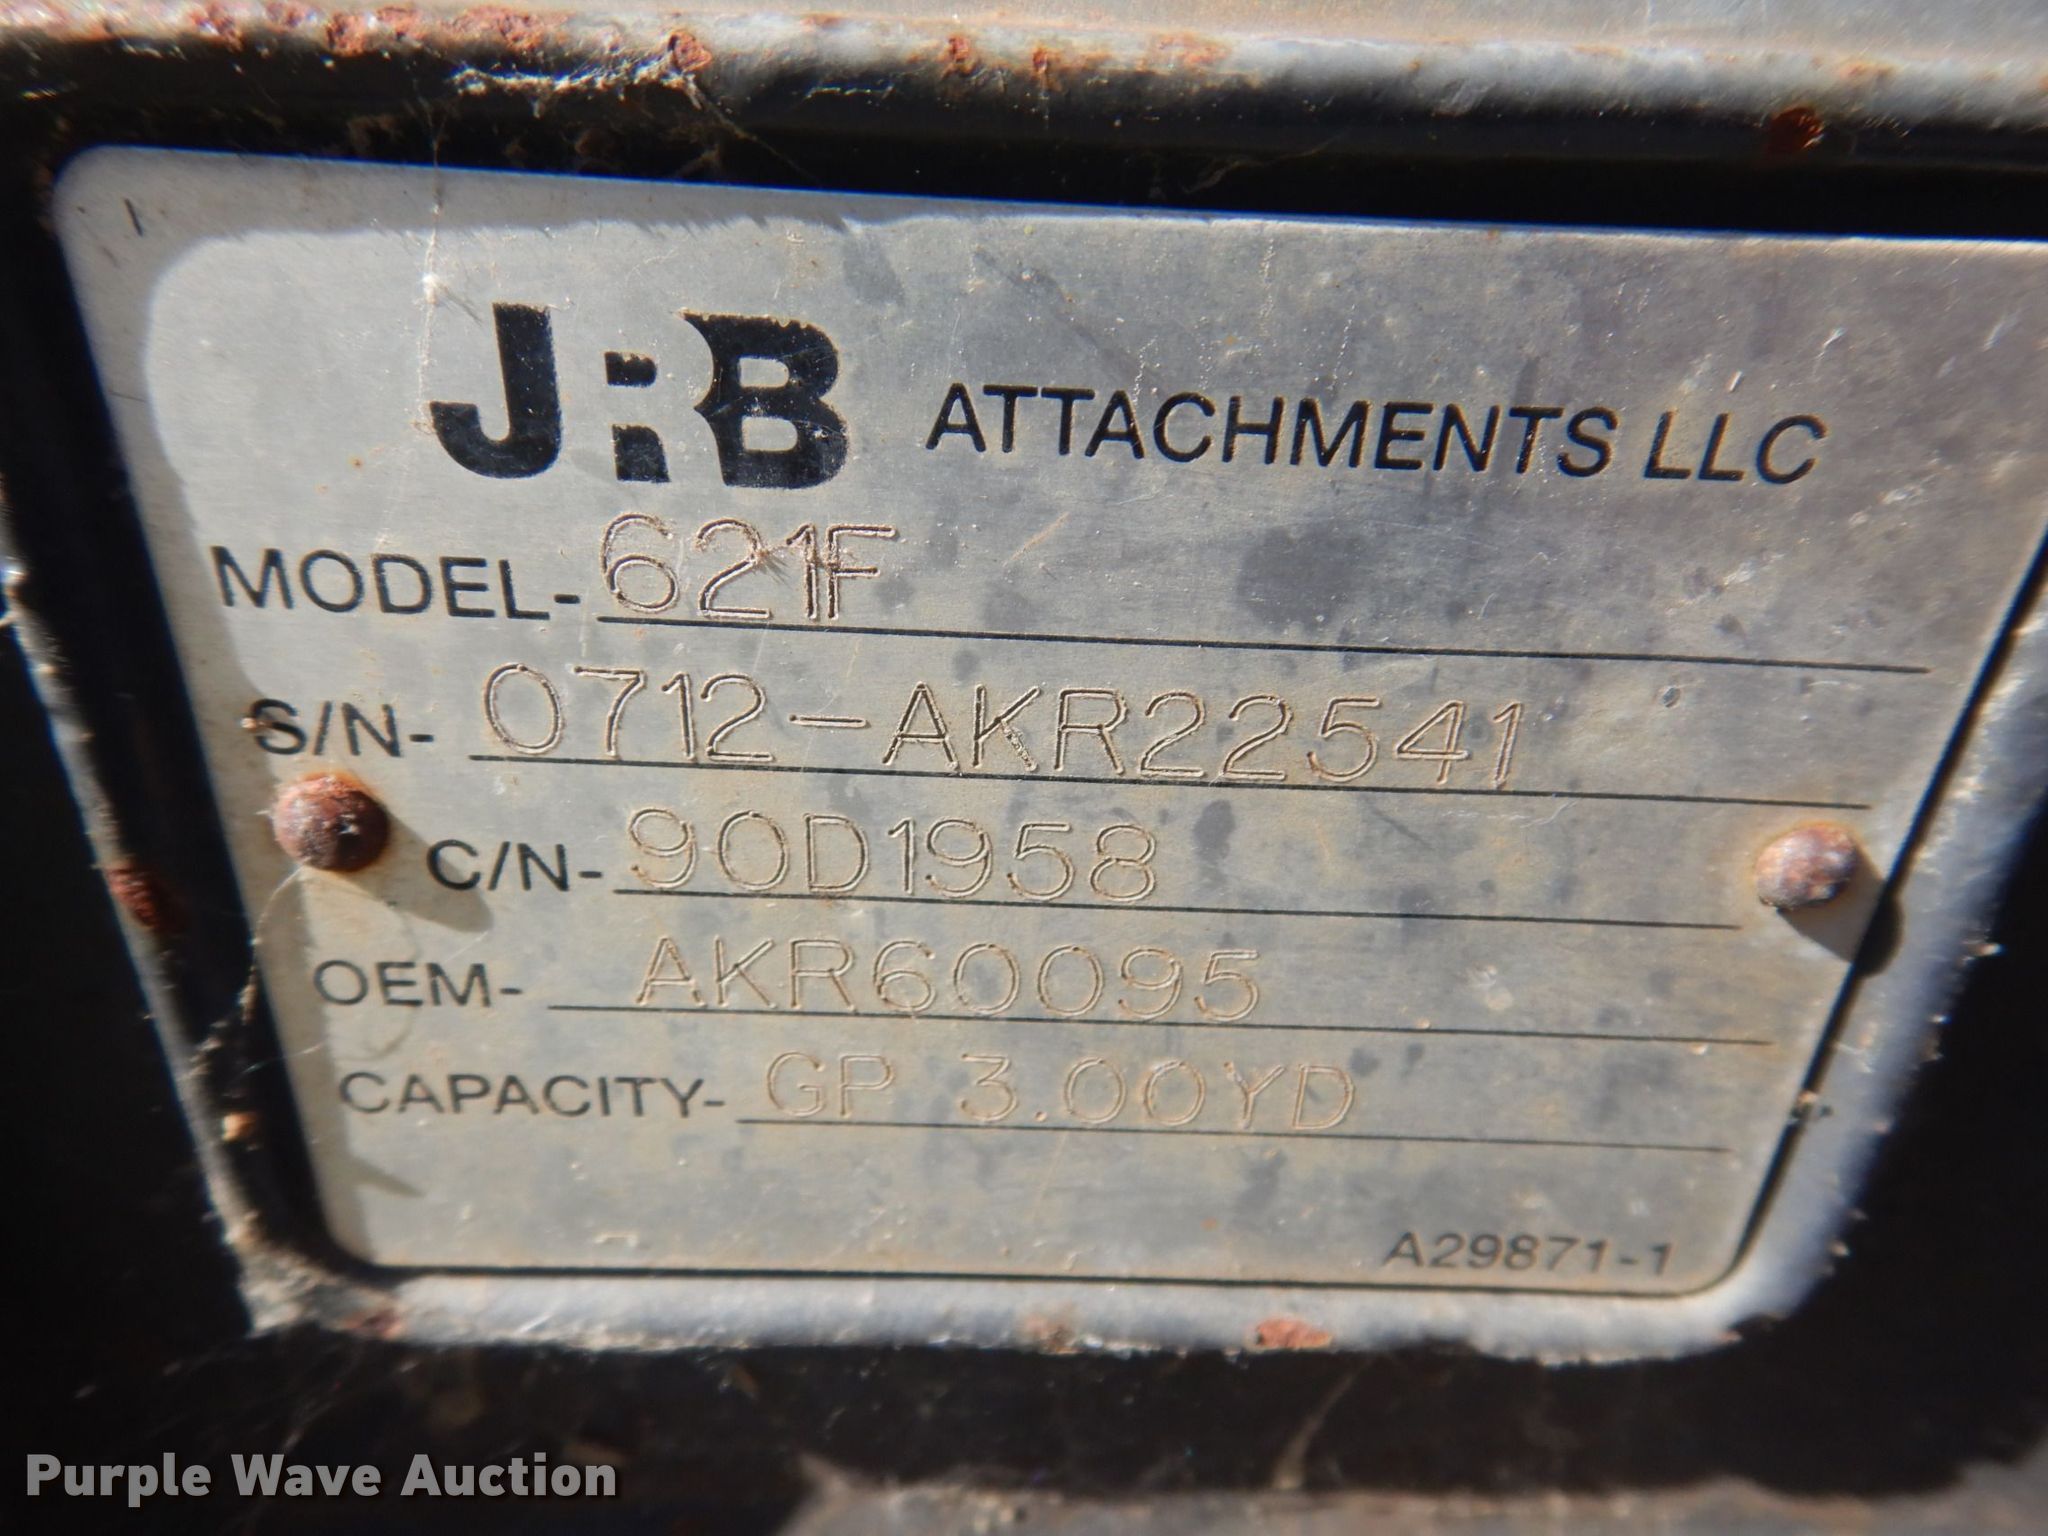 JRB ATTACHMENTS LLC
MODEL- 621F
S/N- 0712-AKR22541
C/N- 90D1958
OEM- AKR60095
CAPACITY- GP 3.00YD
A29871-1
Purple Wave Auction